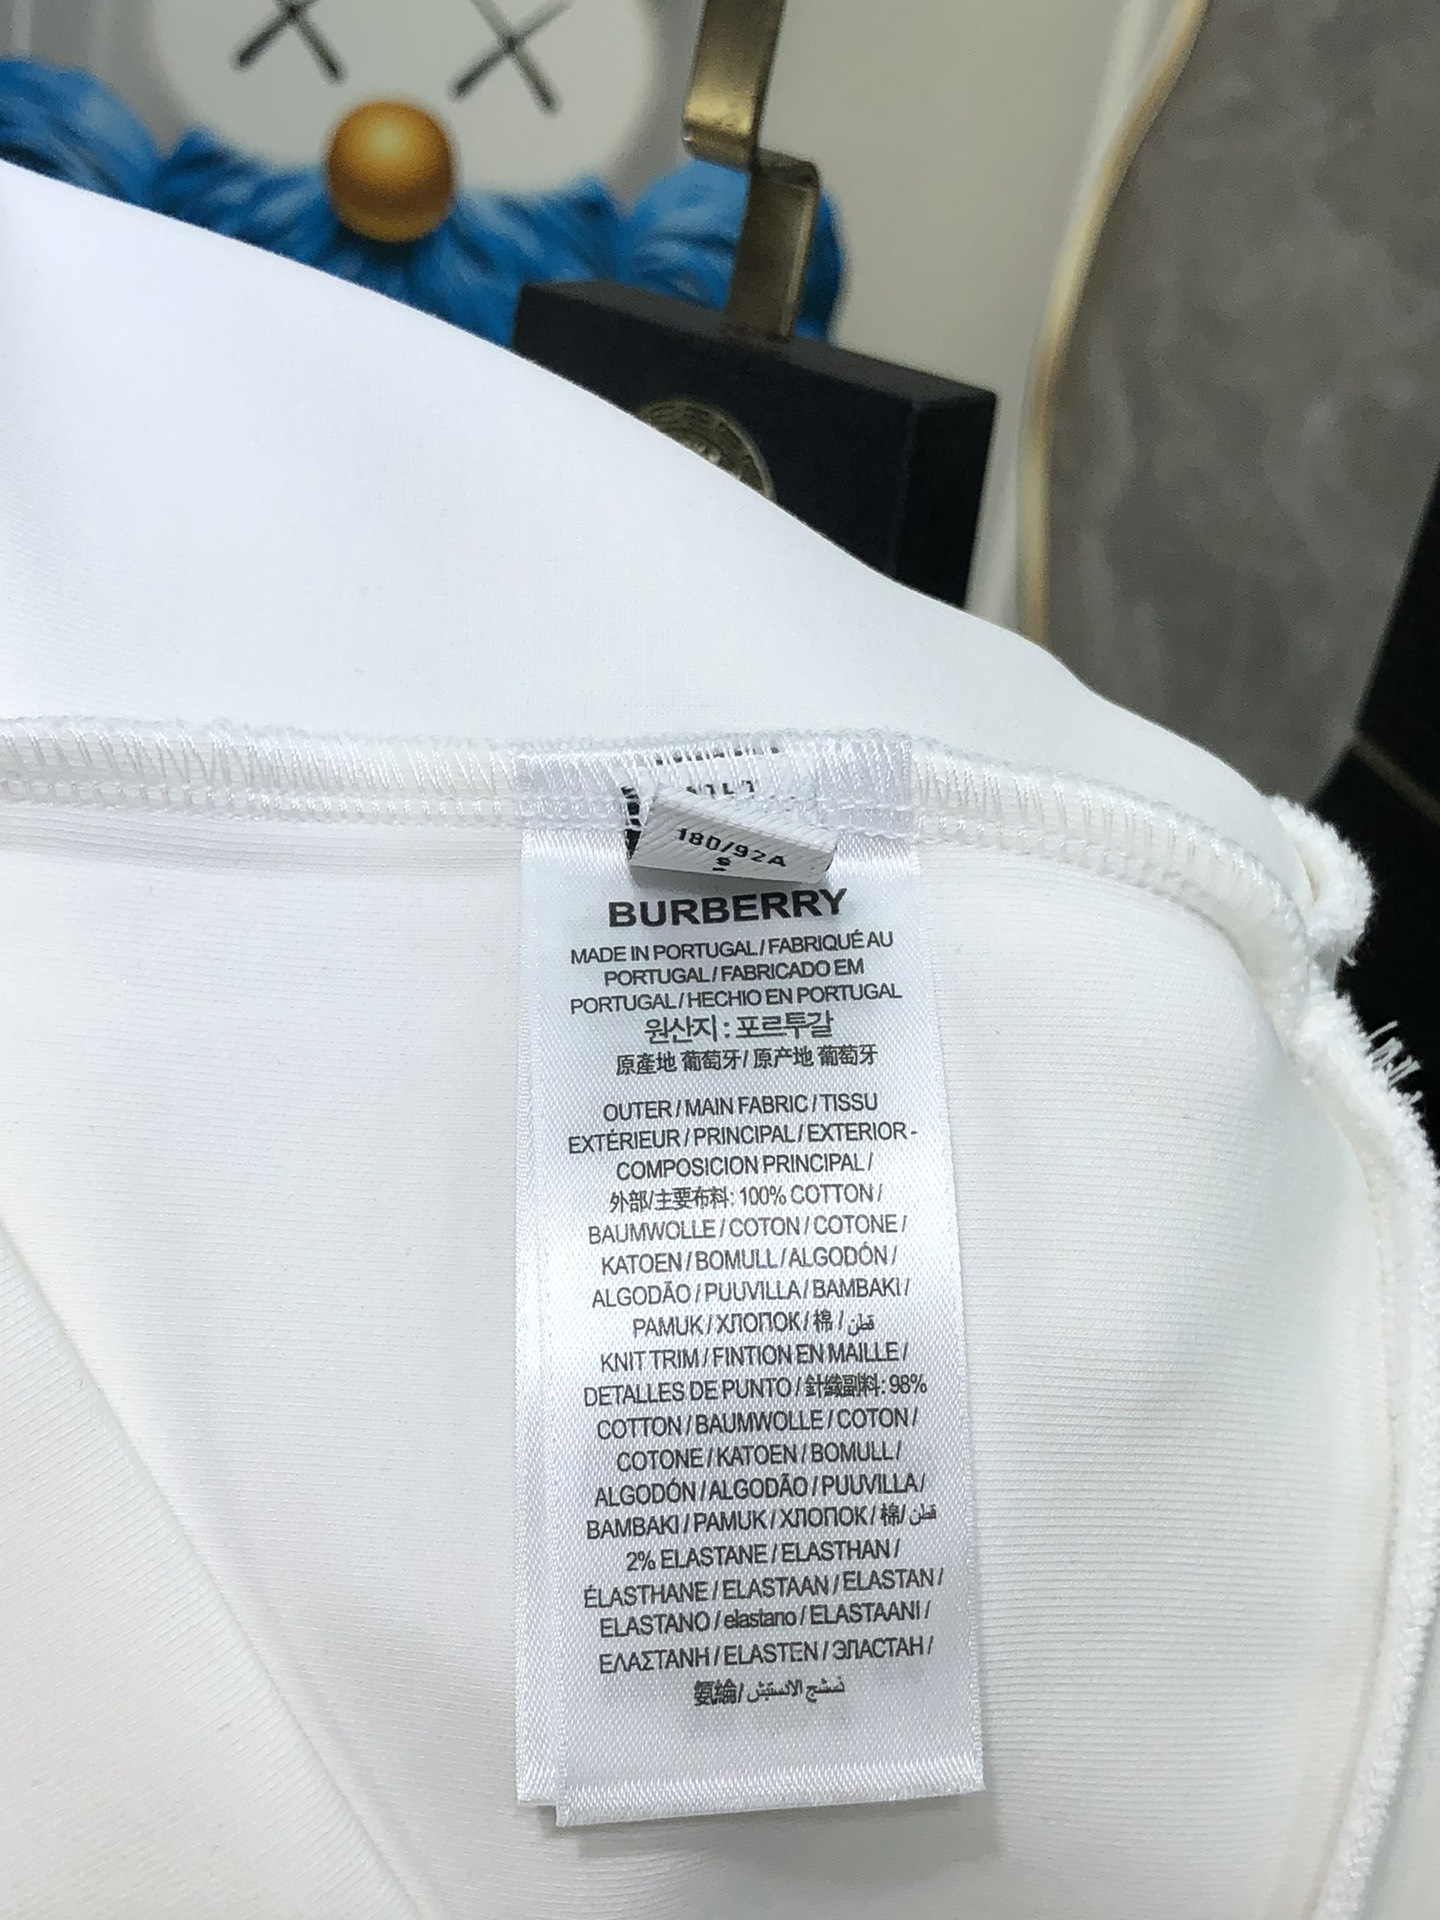 180/92A
S
BURBERRY
MADE IN PORTUGAL / FABRIQUÉ AU
PORTUGAL / FABRICADO EM
PORTUGAL / HECHIO EN PORTUGAL
원산지 : 포르투갈
原產地 葡萄牙 / 原产地 葡萄牙
OUTER / MAIN FABRIC / TISSU
EXTÉRIEUR / PRINCIPAL / EXTERIOR -
COMPOSICION PRINCIPAL /
外部/主要布料: 100% COTTON /
BAUMWOLLE / COTON / COTONE /
KATOEN / BOMULL / ALGODÓN /
ALGODÃO / PUUVILLA / BAMBAKI /
PAMUK / ХЛОПОК / 棉 / قطن
KNIT TRIM / FINTION EN MAILLE /
DETALLES DE PUNTO / 針織副料: 98%
COTTON / BAUMWOLLE / COTON /
COTONE / KATOEN / BOMULL /
ALGODÓN / ALGODÃO / PUUVILLA /
BAMBAKI / PAMUK / ХЛОПОК / 棉 / قطن
2% ELASTANE / ELASTHAN /
ÉLASTHANE / ELASTAAN / ELASTAN /
ELASTANO / elastano / ELASTAANI /
ΕΛΑΣΤΑΝΗ / ELASTEN / ЭЛАСТАН /
氨綸 /